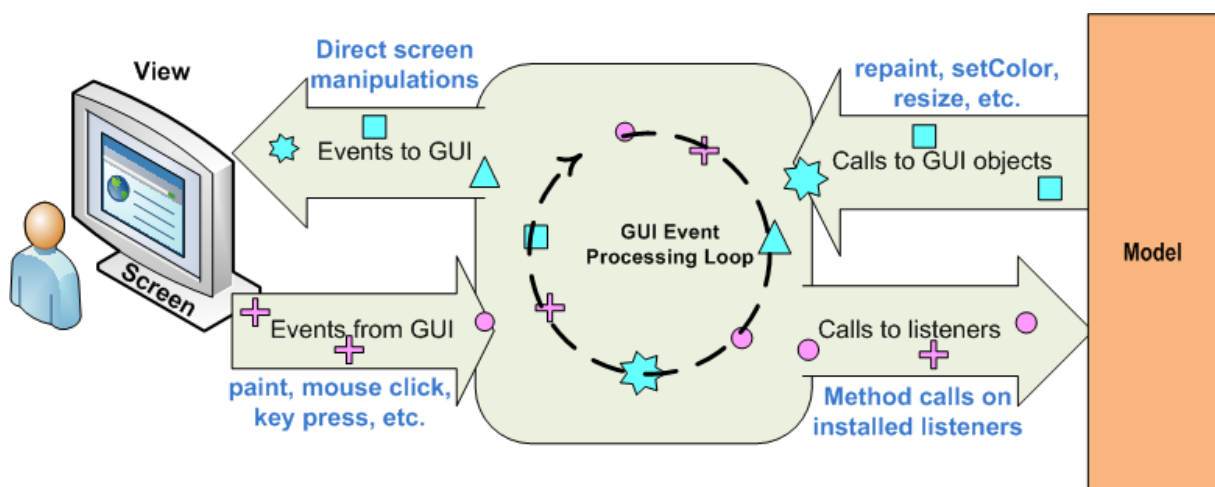 View
Direct screen
manipulations
Events to GUI
Screen
Events from GUI
paint, mouse click,
key press, etc.
GUI Event
Processing Loop
repaint, setColor,
resize, etc.
Calls to GUI objects
Calls to listeners
Method calls on
installed listeners
Model